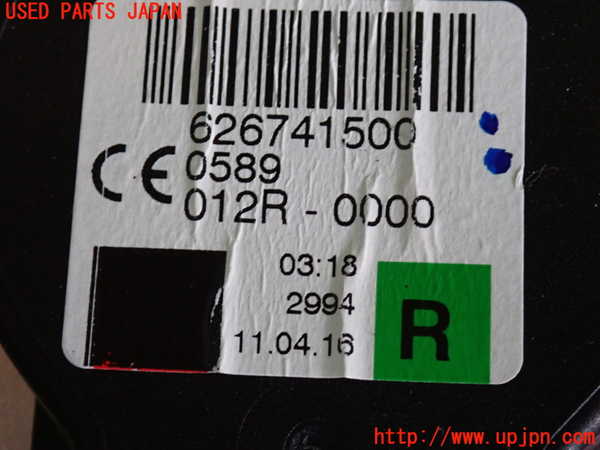 USED PARTS JAPAN
626741500
CE 0589
012R - 0000
03:18
2994
11.04.16
R
http://www.upjpn.com/